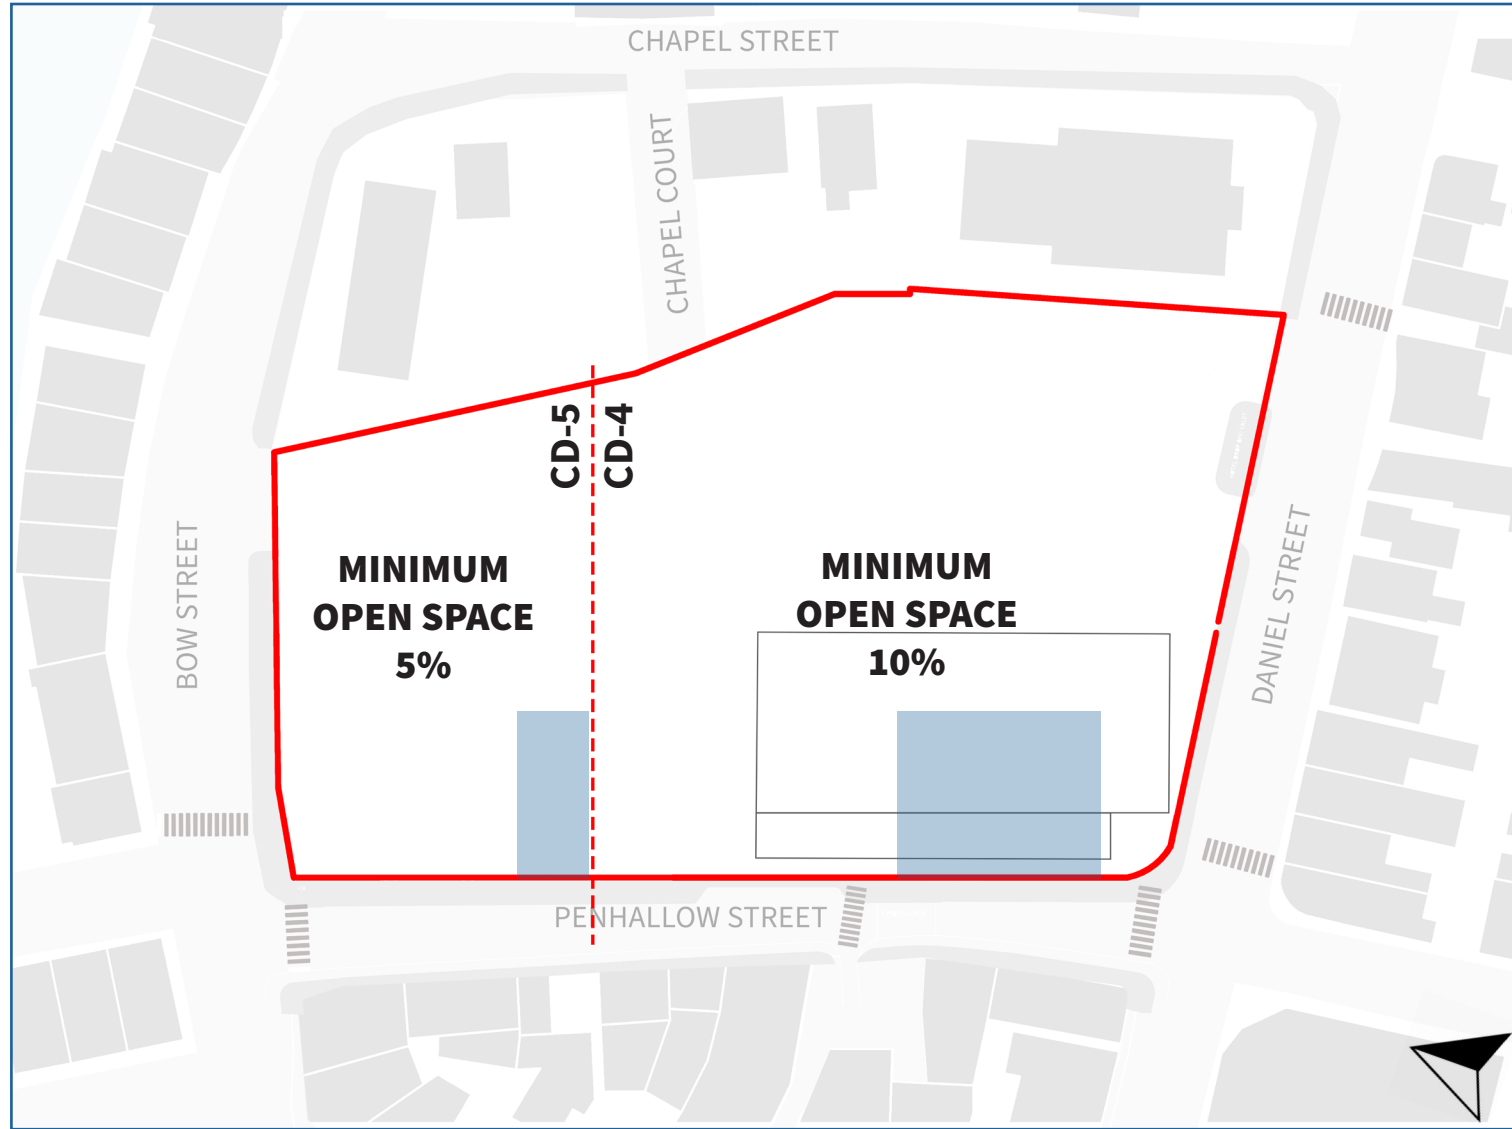 CHAPEL STREET
CHAPEL COURT
CD-5
CD-4
MINIMUM
OPEN SPACE
5%
MINIMUM
OPEN SPACE
10%
BOW STREET
DANIEL STREET
PENHALLOW STREET